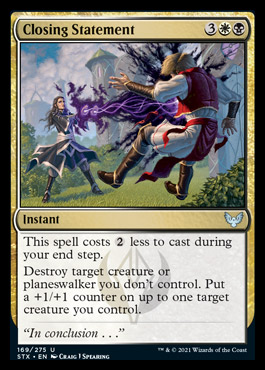 Closing Statement 3
Instant
This spell costs 2 less to cast during
your end step.
Destroy target creature or
planeswalker you don't control. Put
a +1/+1 counter on up to one target
creature you control.
"In conclusion . . ."
169/275 U
STX • EN CRAIG J SPEARING
™ & © 2021 Wizards of the Coast